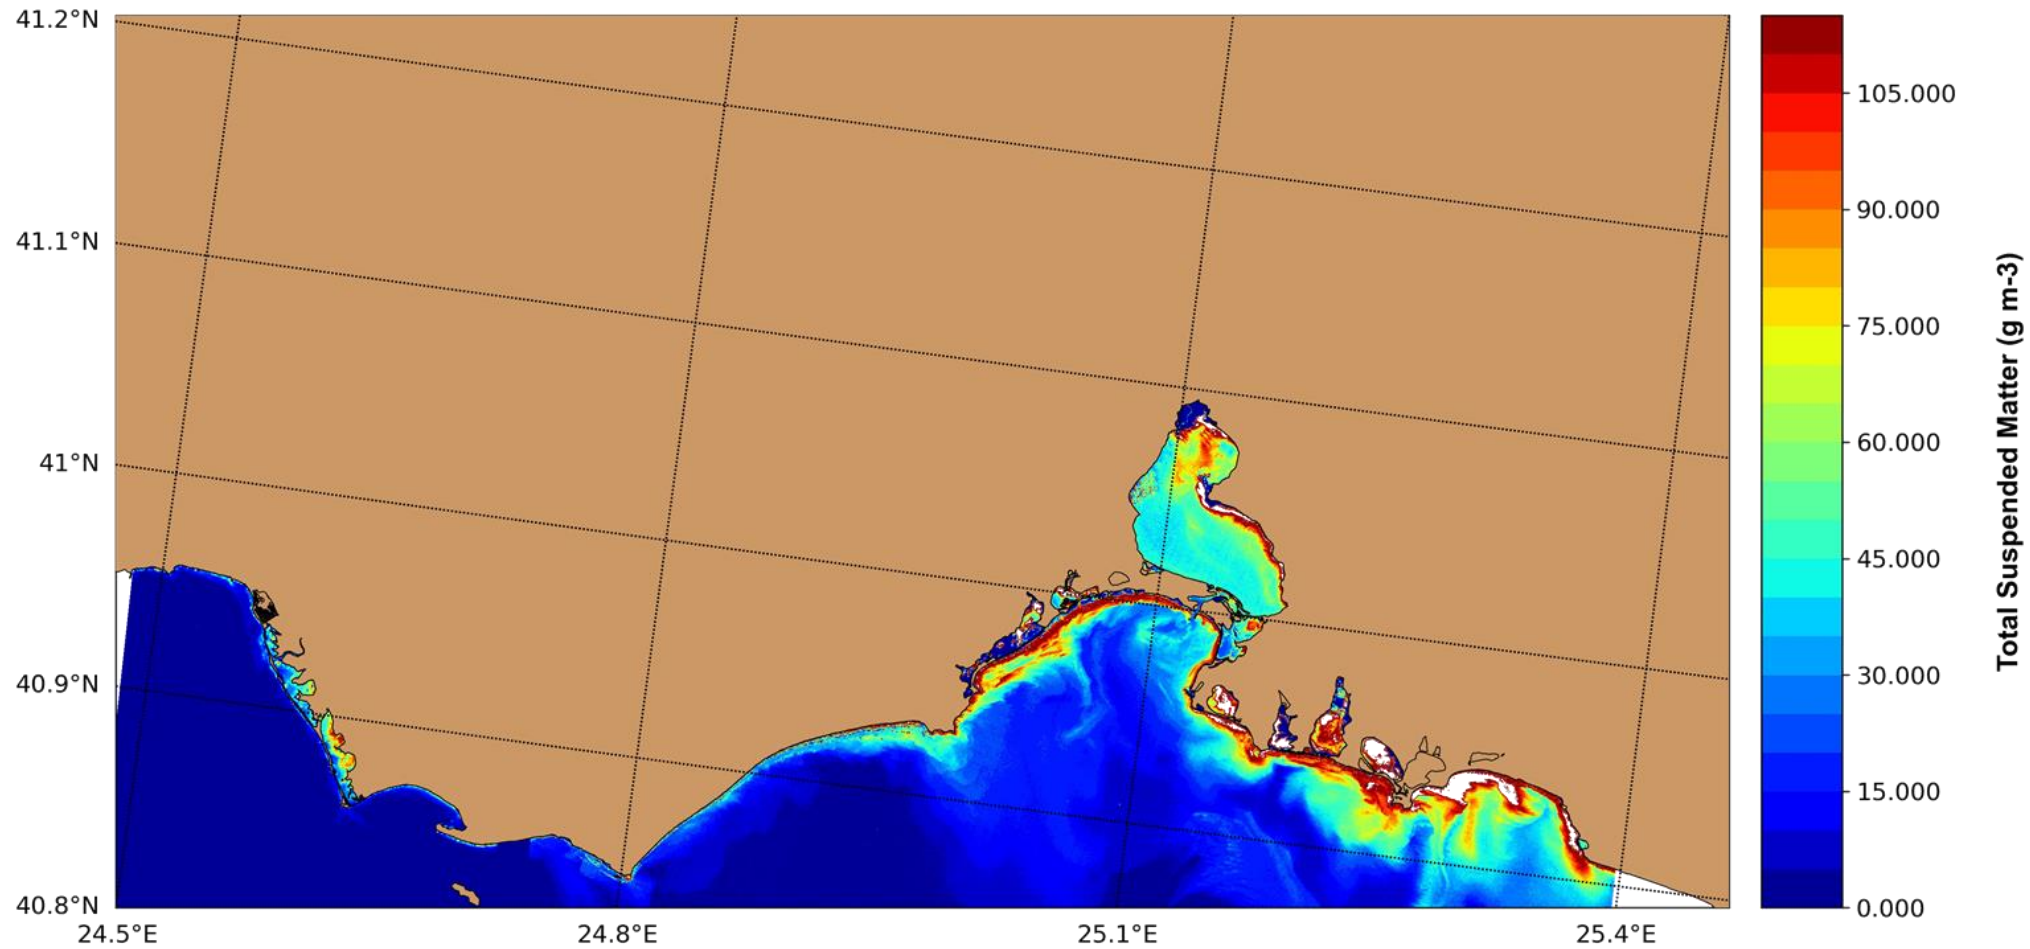 41.2°N
41.1°N
41°N
40.9°N
40.8°N
24.5°E
24.8°E
25.1°E
25.4°E
105.000
90.000
75.000
60.000
45.000
30.000
15.000
0.000
Total Suspended Matter (g m-3)